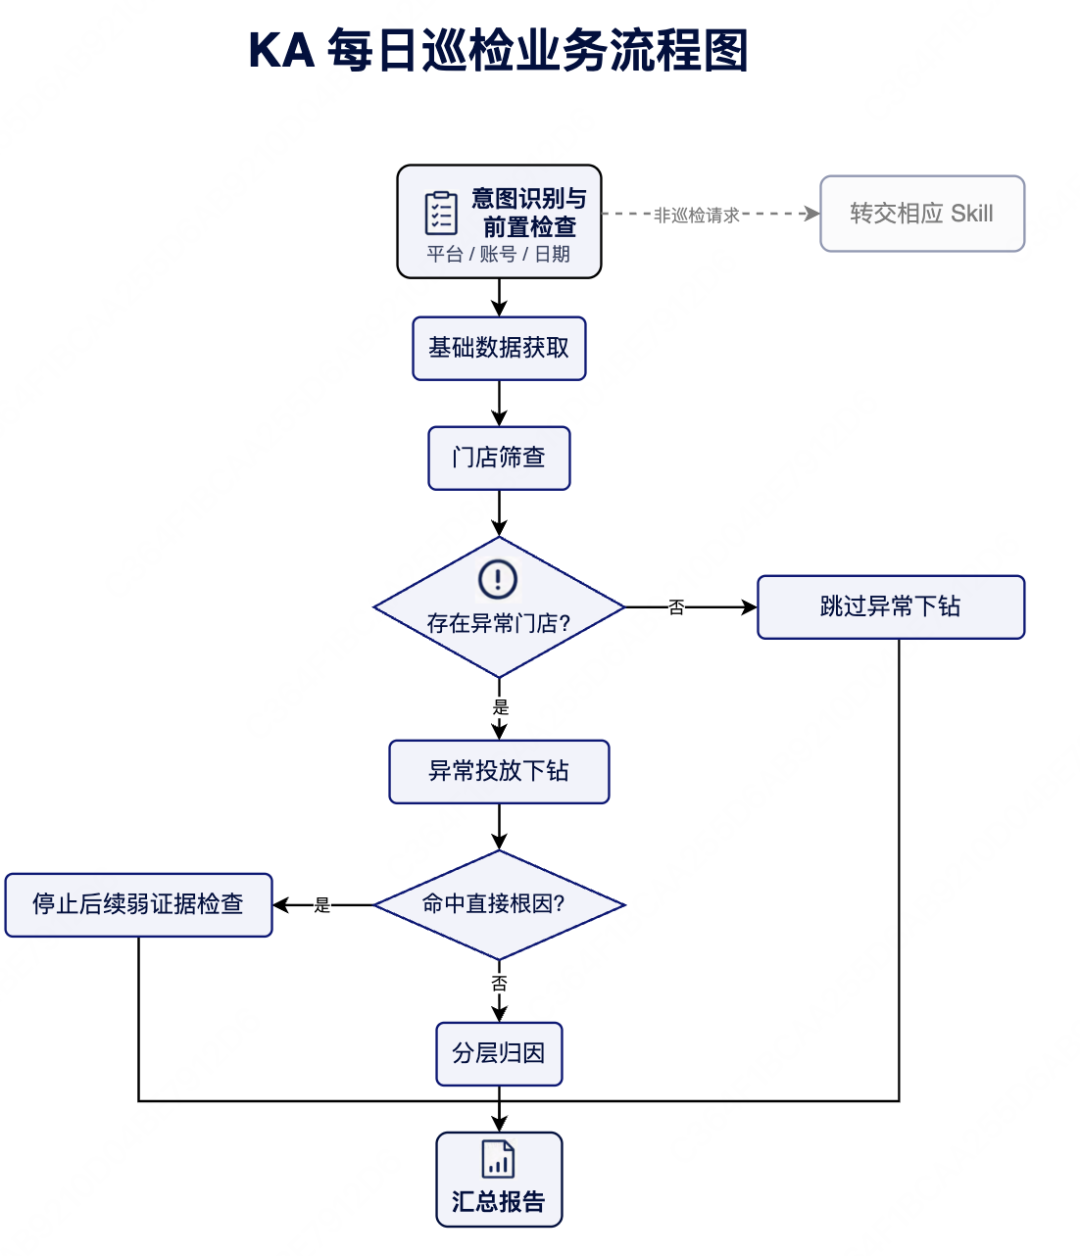 KA 每日巡检业务流程图
意图识别与
前置检查
平台 / 账号 / 日期
非巡检请求
转交相应 Skill
基础数据获取
门店筛查
存在异常门店?
否
跳过异常下钻
是
异常投放下钻
命中直接根因?
是
停止后续弱证据检查
否
分层归因
汇总报告